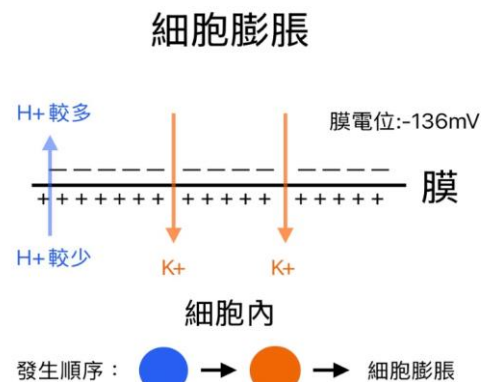 細胞膨脹
H+較多
膜電位:-136mV
— — — — — — — — — — — — — — — — —
膜
+ + + + + + + + + + + + + + + + +
H+較少
K+ K+
細胞內
發生順序： → → 細胞膨脹